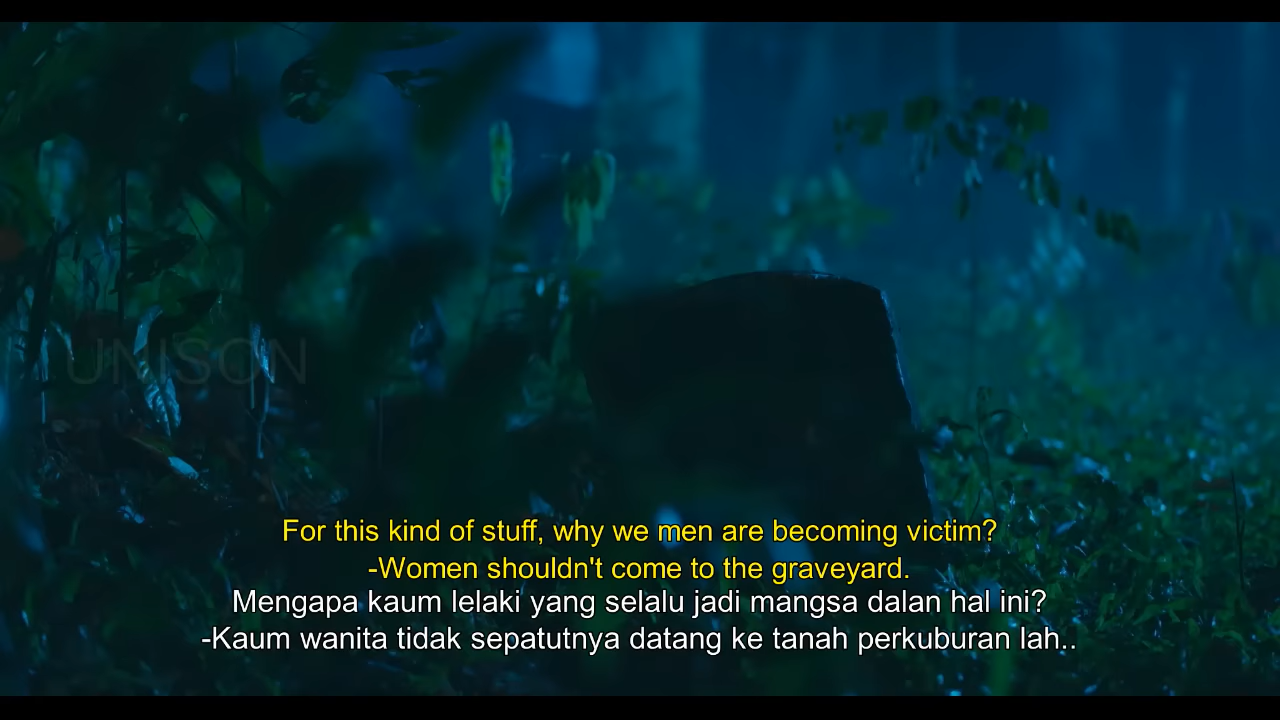 UNISON
For this kind of stuff, why we men are becoming victim?
-Women shouldn't come to the graveyard.
Mengapa kaum lelaki yang selalu jadi mangsa dalan hal ini?
-Kaum wanita tidak sepatutnya datang ke tanah perkuburan lah..